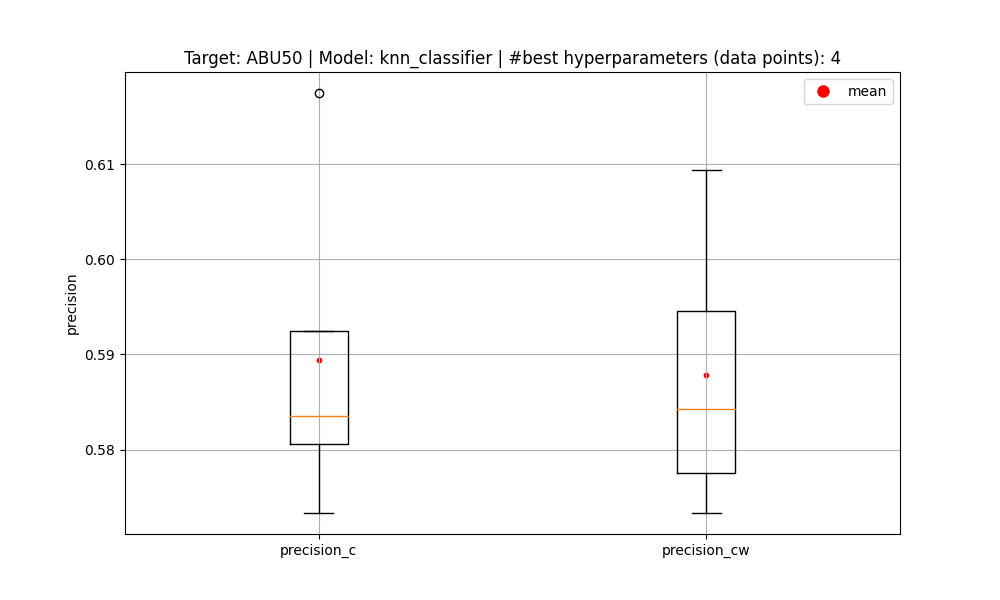 Target: ABU50 | Model: knn_classifier | #best hyperparameters (data points): 4
mean
0.61
0.60
0.59
0.58
precision
precision_c
precision_cw